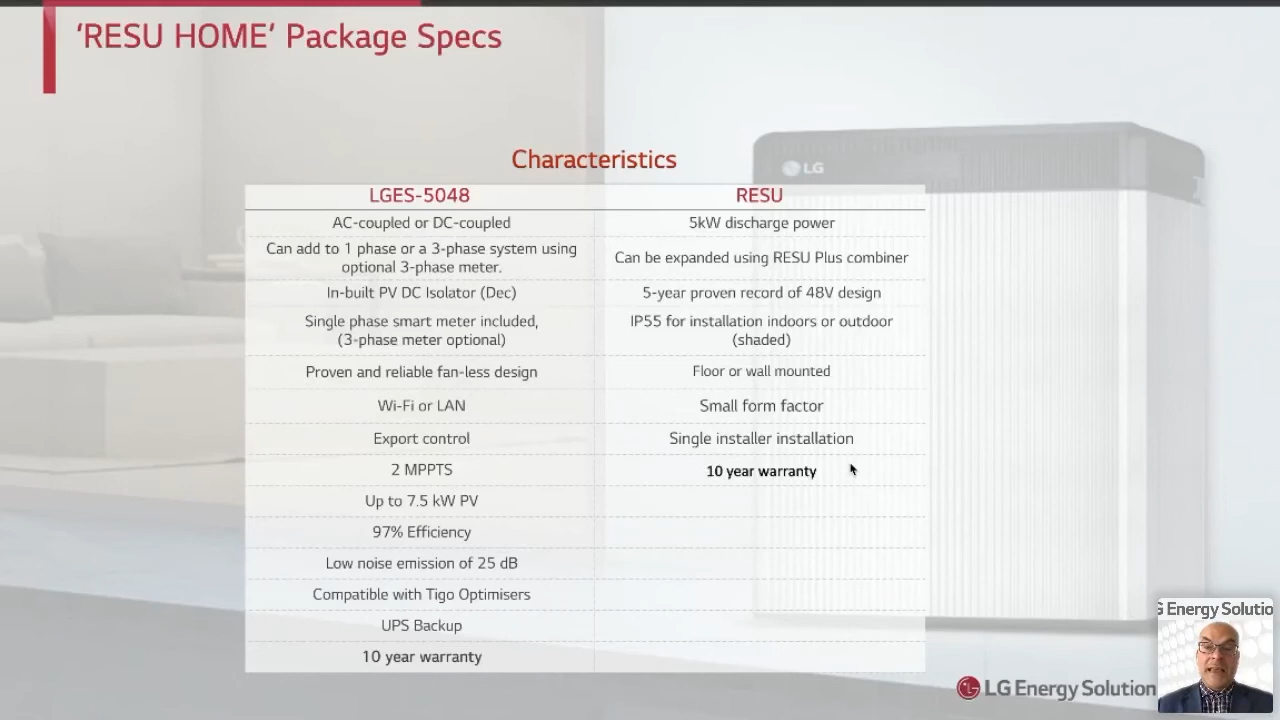 'RESU HOME' Package Specs
LG
Characteristics
LGES-5048
RESU
AC-coupled or DC-coupled
5kW discharge power
Can add to 1 phase or a 3-phase system using
optional 3-phase meter.
Can be expanded using RESU Plus combiner
In-built PV DC Isolator (Dec)
5-year proven record of 48V design
Single phase smart meter included,
(3-phase meter optional)
IP55 for installation indoors or outdoor
(shaded)
Proven and reliable fan-less design
Floor or wall mounted
Wi-Fi or LAN
Small form factor
Export control
Single installer installation
2 MPPTS
10 year warranty
Up to 7.5 kW PV
97% Efficiency
Low noise emission of 25 dB
Compatible with Tigo Optimisers
UPS Backup
10 year warranty
LG Energy Solution
G Energy Solutio